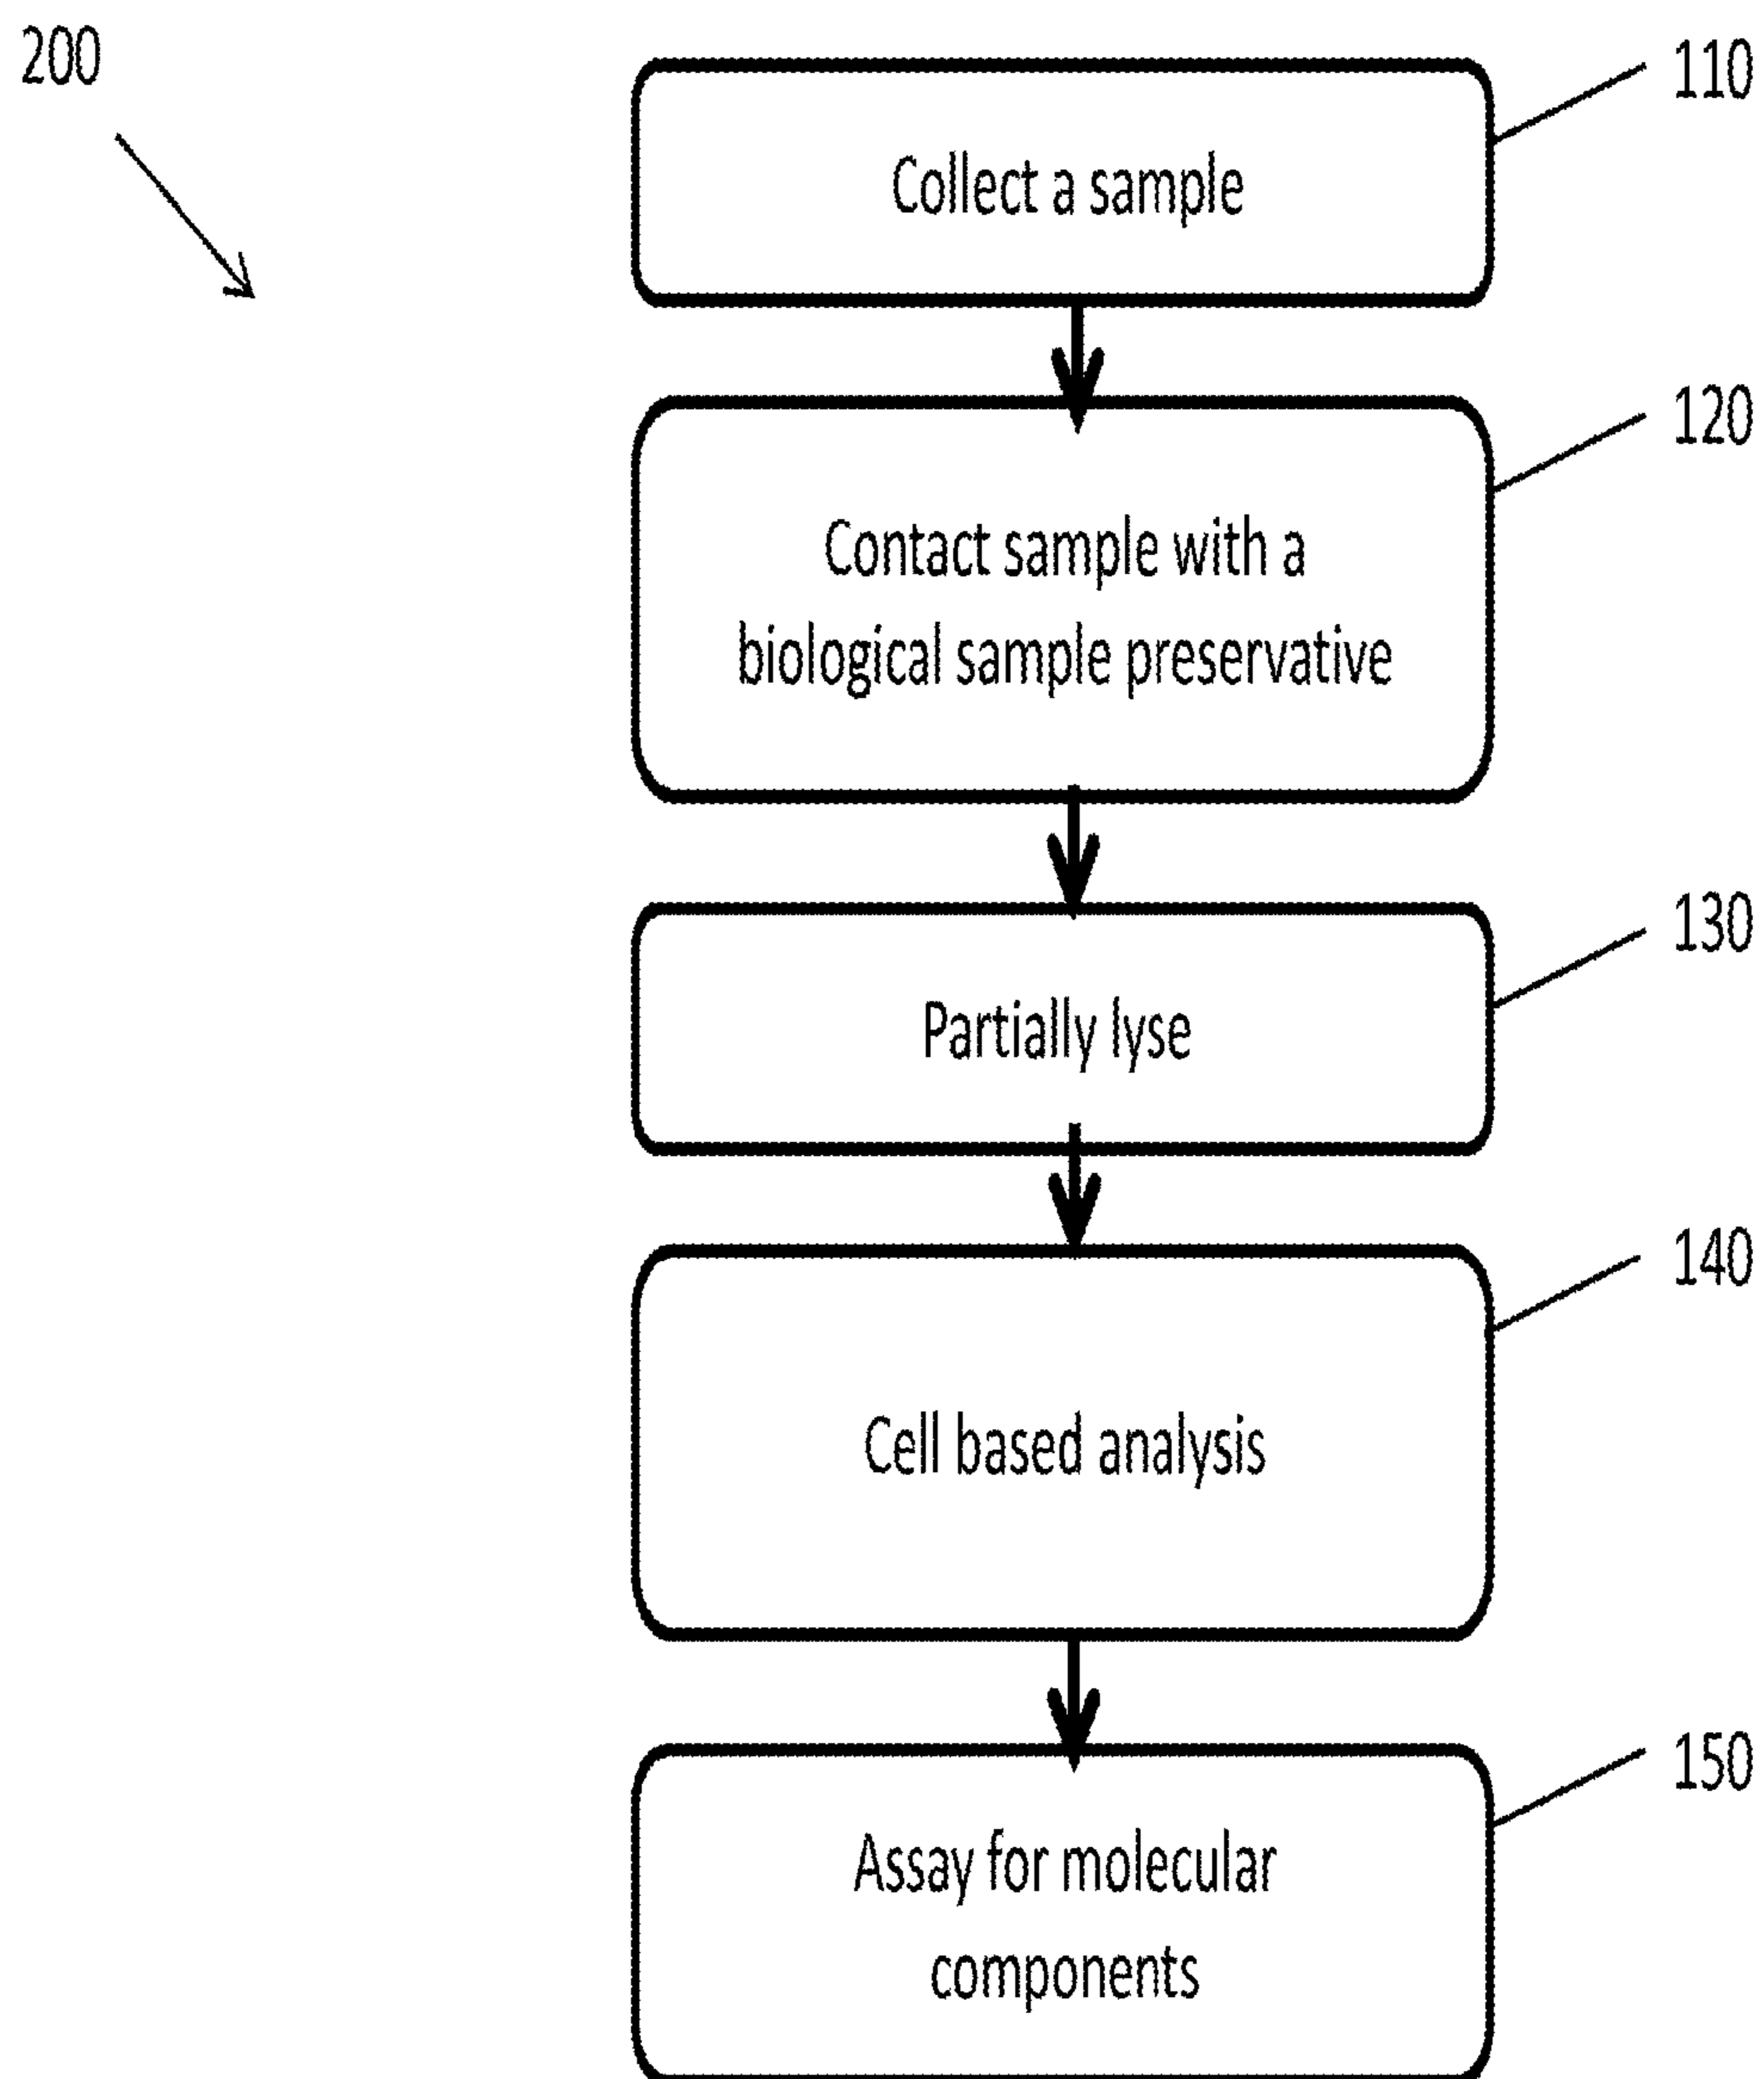 200
110
Collect a sample
120
Contact sample with a
biological sample preservative
130
Partially lyse
140
Cell based analysis
150
Assay for molecular
components